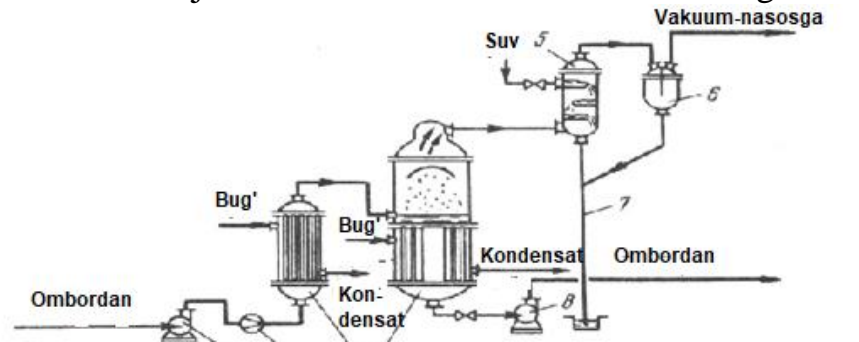 Vakuum-nasosga
Suv
5
6
Bug'
Bug'
7
Kondensat
Ombordan
Ombordan
Kon-
densat
8